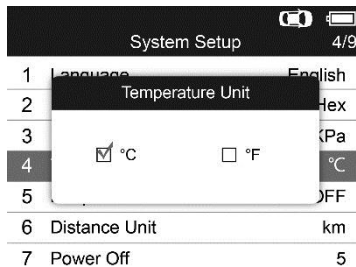 System Setup 4/9
1 Language English
2 Hex
Temperature Unit
3 KPa
☑ °C ☐ °F
4 °C
5 OFF
6 Distance Unit km
7 Power Off 5